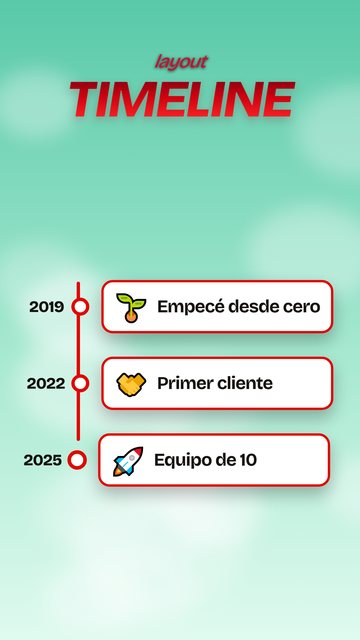 layout
TIMELINE
2019 Empecé desde cero
2022 Primer cliente
2025 Equipo de 10